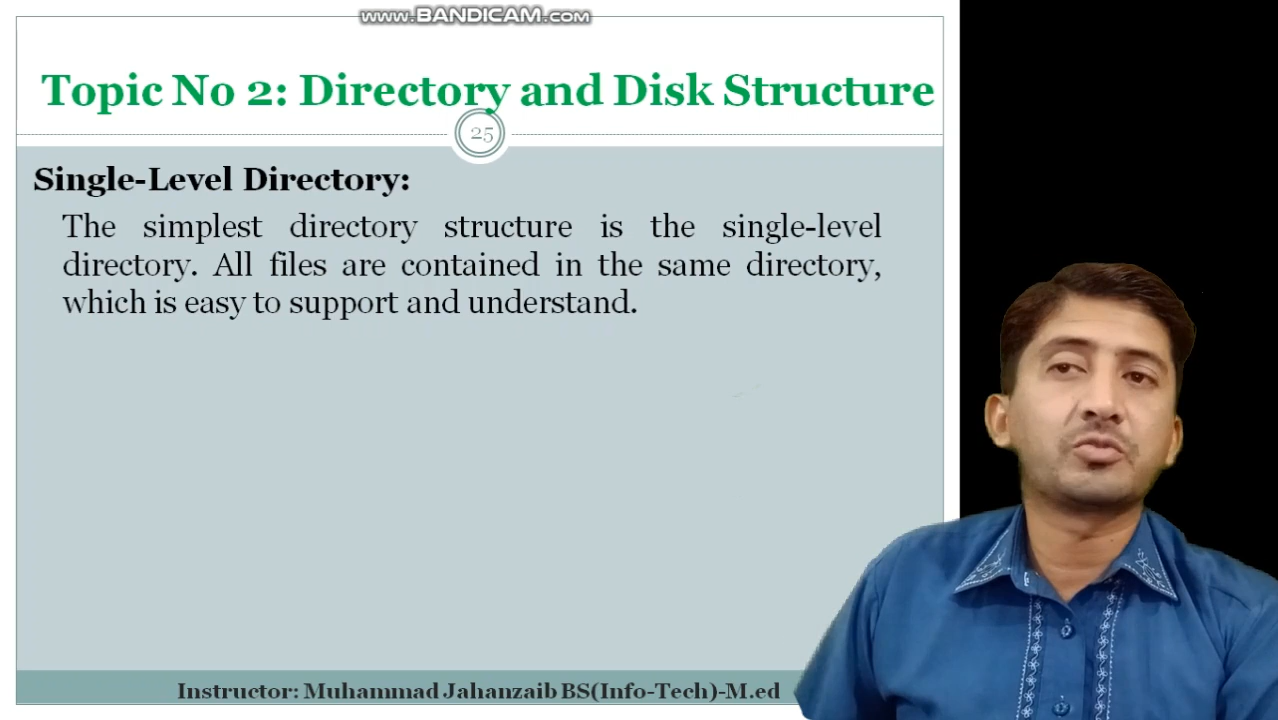 www.BANDICAM.com
Topic No 2: Directory and Disk Structure
25
Single-Level Directory:
The simplest directory structure is the single-level
directory. All files are contained in the same directory,
which is easy to support and understand.
Instructor: Muhammad Jahanzaib BS(Info-Tech)-M.ed